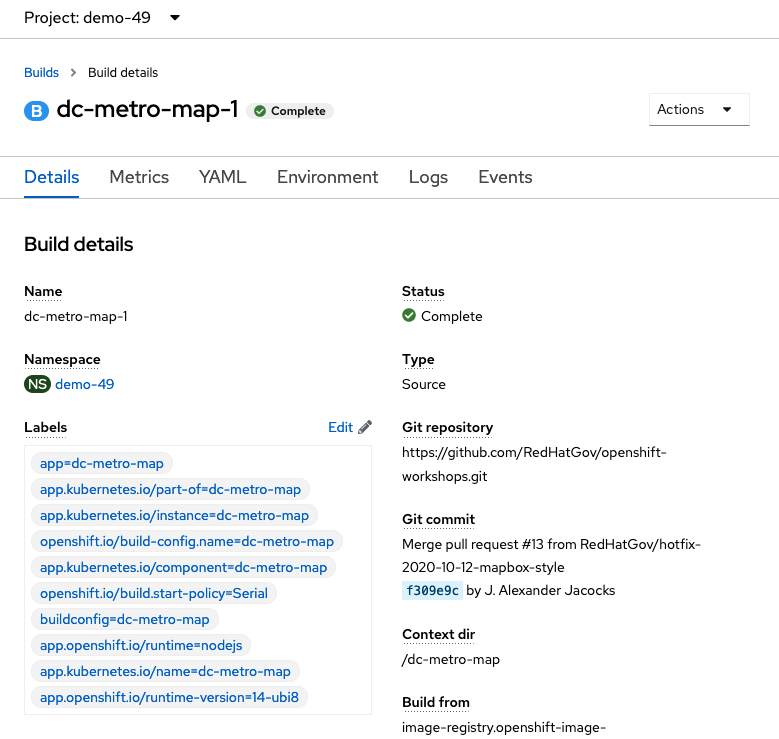 Project: demo-49
Builds Build details
B dc-metro-map-1 Complete
Actions
Details Metrics YAML Environment Logs Events
Build details
Name
dc-metro-map-1
Namespace
NS demo-49
Labels Edit
app=dc-metro-map
app.kubernetes.io/part-of=dc-metro-map
app.kubernetes.io/instance=dc-metro-map
openshift.io/build-config.name=dc-metro-map
app.kubernetes.io/component=dc-metro-map
openshift.io/build.start-policy=Serial
buildconfig=dc-metro-map
app.openshift.io/runtime=nodejs
app.kubernetes.io/name=dc-metro-map
app.openshift.io/runtime-version=14-ubi8
Status
Complete
Type
Source
Git repository
https://github.com/RedHatGov/openshift-
workshops.git
Git commit
Merge pull request #13 from RedHatGov/hotfix-
2020-10-12-mapbox-style
f309e9c by J. Alexander Jacocks
Context dir
/dc-metro-map
Build from
image-registry.openshift-image-